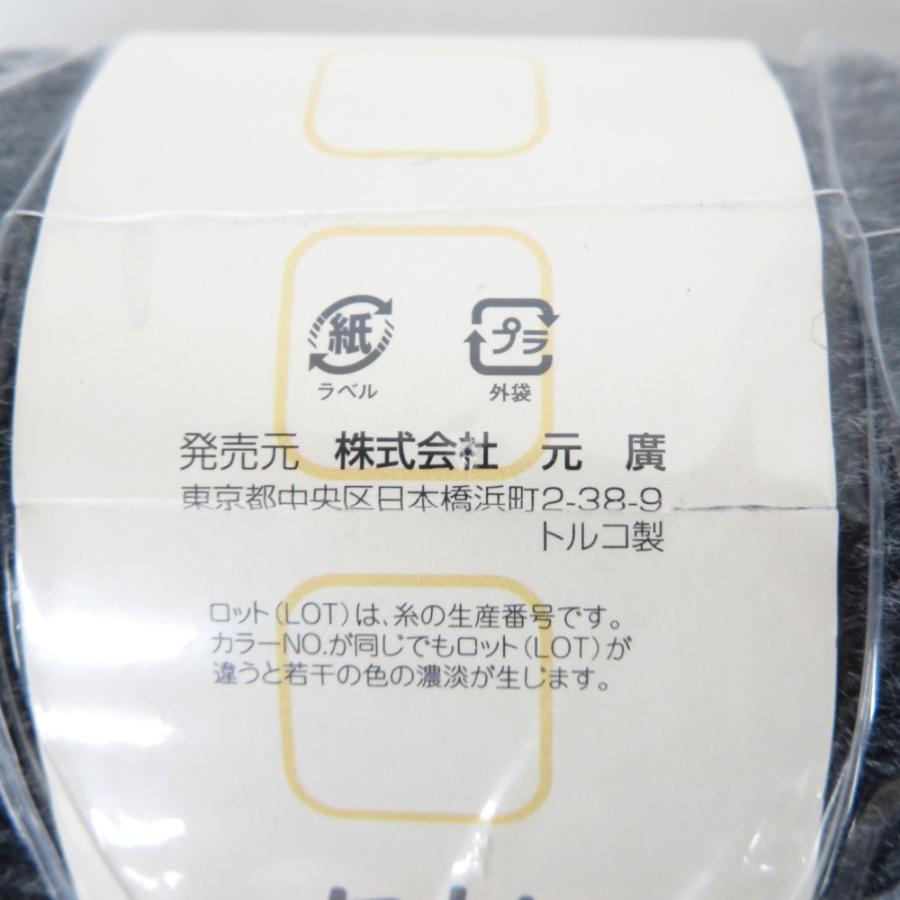 紙 プラ
ラベル 外袋
発売元 株式会社 元 廣
東京都中央区日本橋浜町2-38-9
トルコ製
ロット(LOT)は、糸の生産番号です。
カラーNO.が同じでもロット(LOT)が
違うと若干の色の濃淡が生じます。